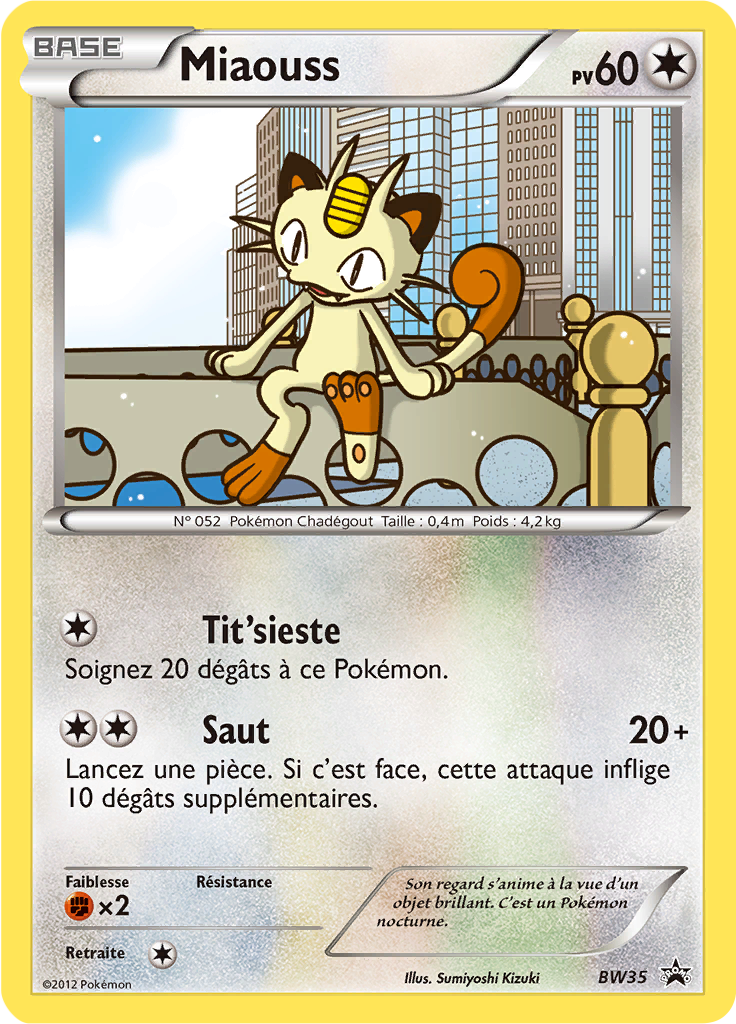 BASE
Miaouss
PV60
N° 052 Pokémon Chadégout Taille : 0,4 m Poids : 4,2 kg
Tit’sieste
Soignez 20 dégâts à ce Pokémon.
Saut 20+
Lancez une pièce. Si c’est face, cette attaque inflige
10 dégâts supplémentaires.
Faiblesse Résistance
×2
Son regard s’anime à la vue d’un
objet brillant. C’est un Pokémon
nocturne.
Retraite
©2012 Pokémon
Illus. Sumiyoshi Kizuki
BW35
PROMO